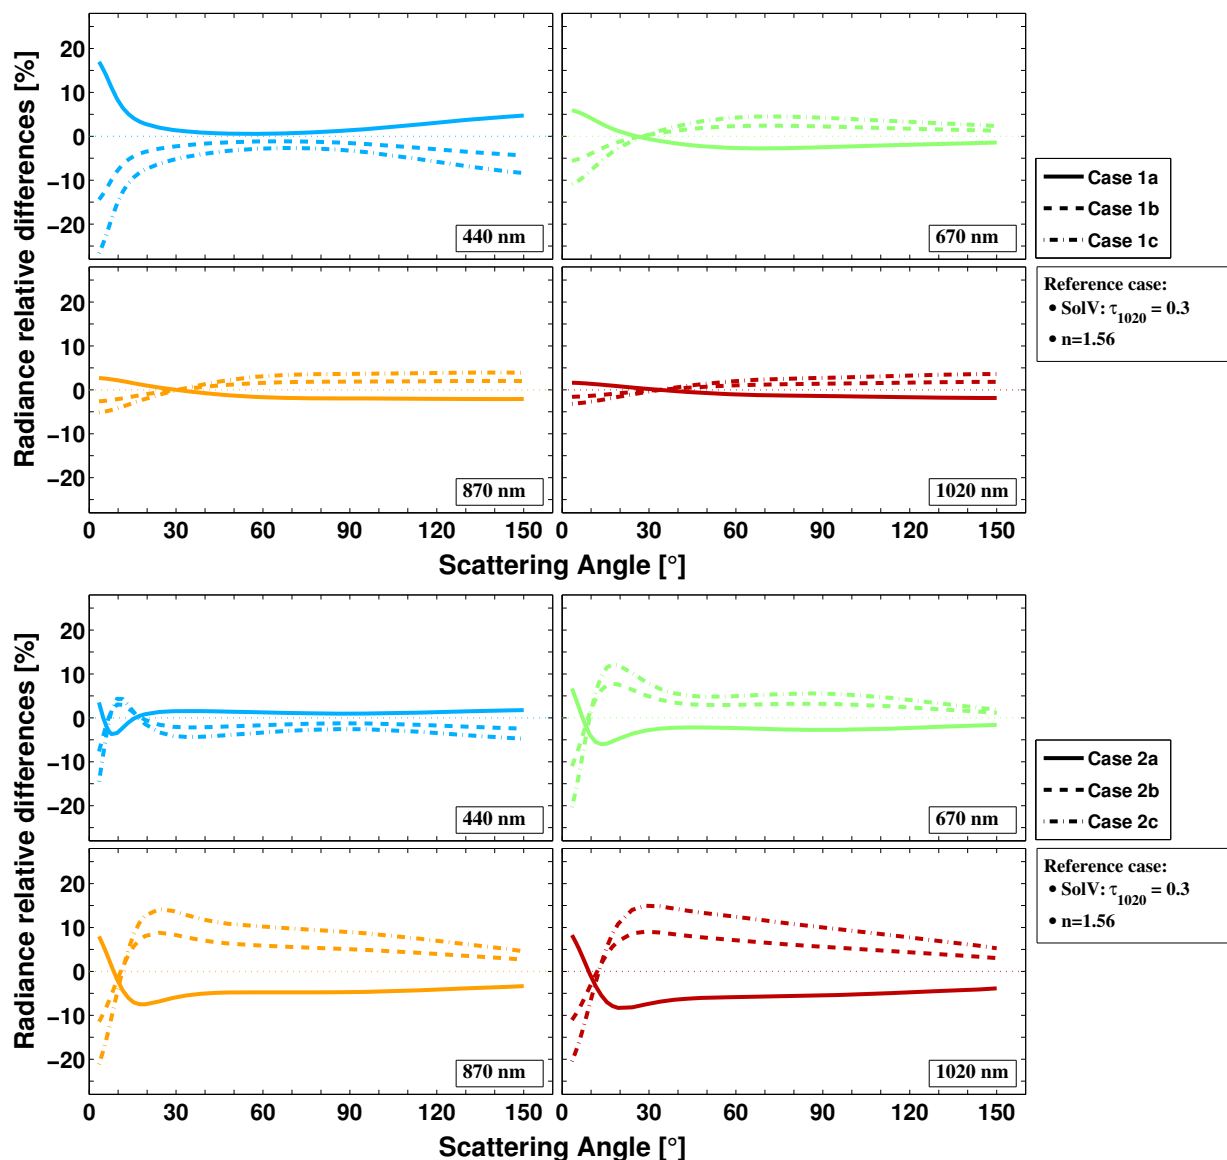 Radiance relative differences [%]
20
10
0
−10
−20
440 nm
670 nm
Case 1a
Case 1b
Case 1c
20
10
0
−10
−20
870 nm
1020 nm
Reference case:
• SolV: τ1020 = 0.3
• n=1.56
0 30 60 90 120 150
0 30 60 90 120 150
Scattering Angle [°]
Radiance relative differences [%]
20
10
0
−10
−20
440 nm
670 nm
Case 2a
Case 2b
Case 2c
20
10
0
−10
−20
870 nm
1020 nm
Reference case:
• SolV: τ1020 = 0.3
• n=1.56
0 30 60 90 120 150
0 30 60 90 120 150
Scattering Angle [°]